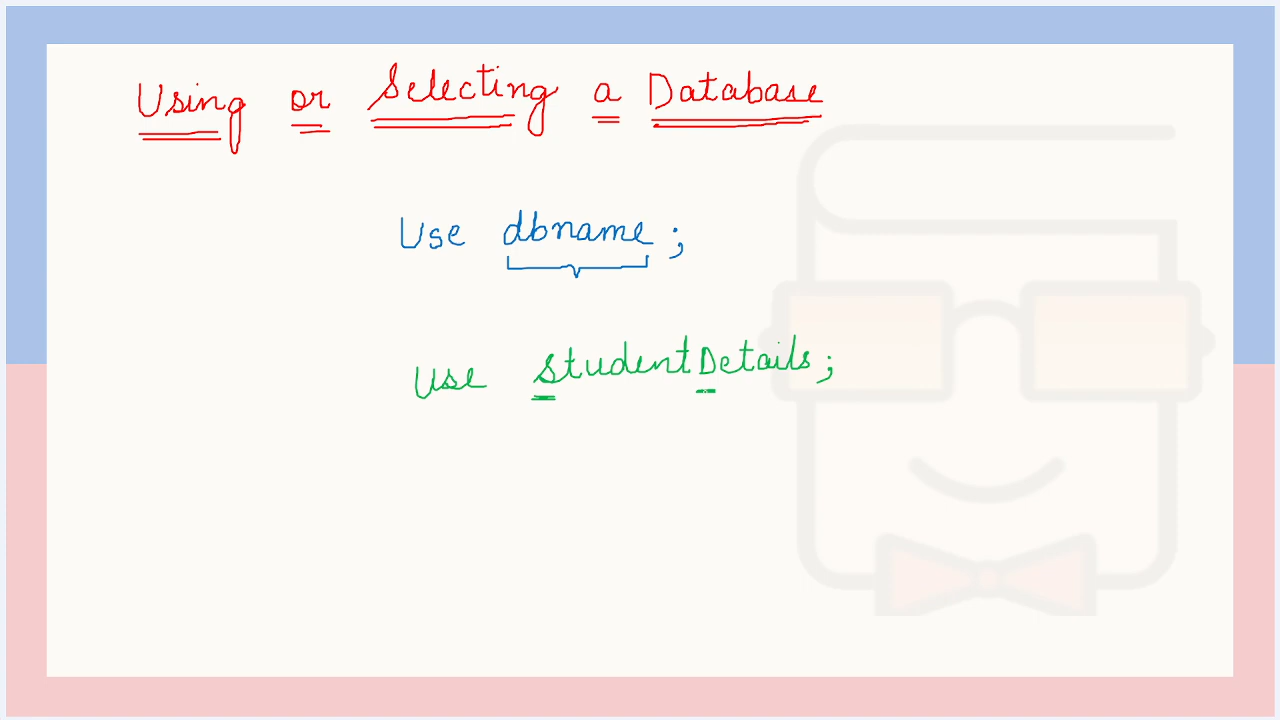 Using or Selecting a Database
Use dbname ;
Use studentDetails;